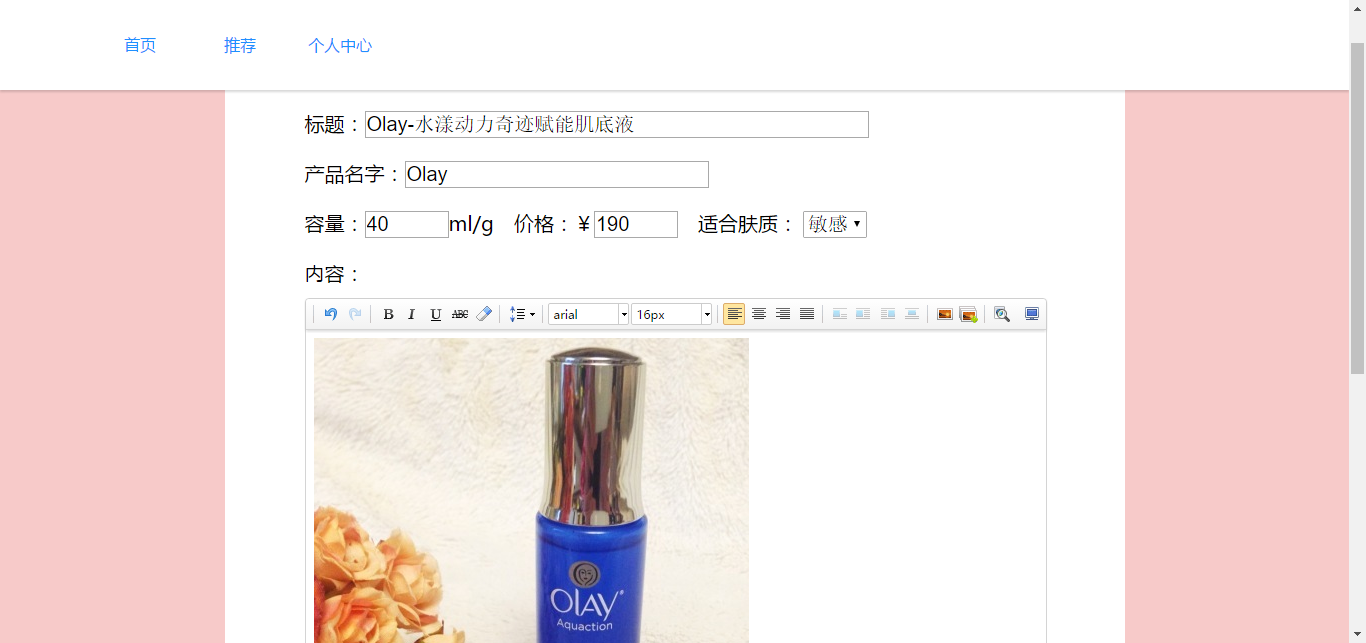 首页 推荐 个人中心
标题：Olay-水漾动力奇迹赋能肌底液
产品名字：Olay
容量：40ml/g 价格：￥190 适合肤质： 敏感
内容：
B I U ABC arial 16px
OLAY®
Aquaction